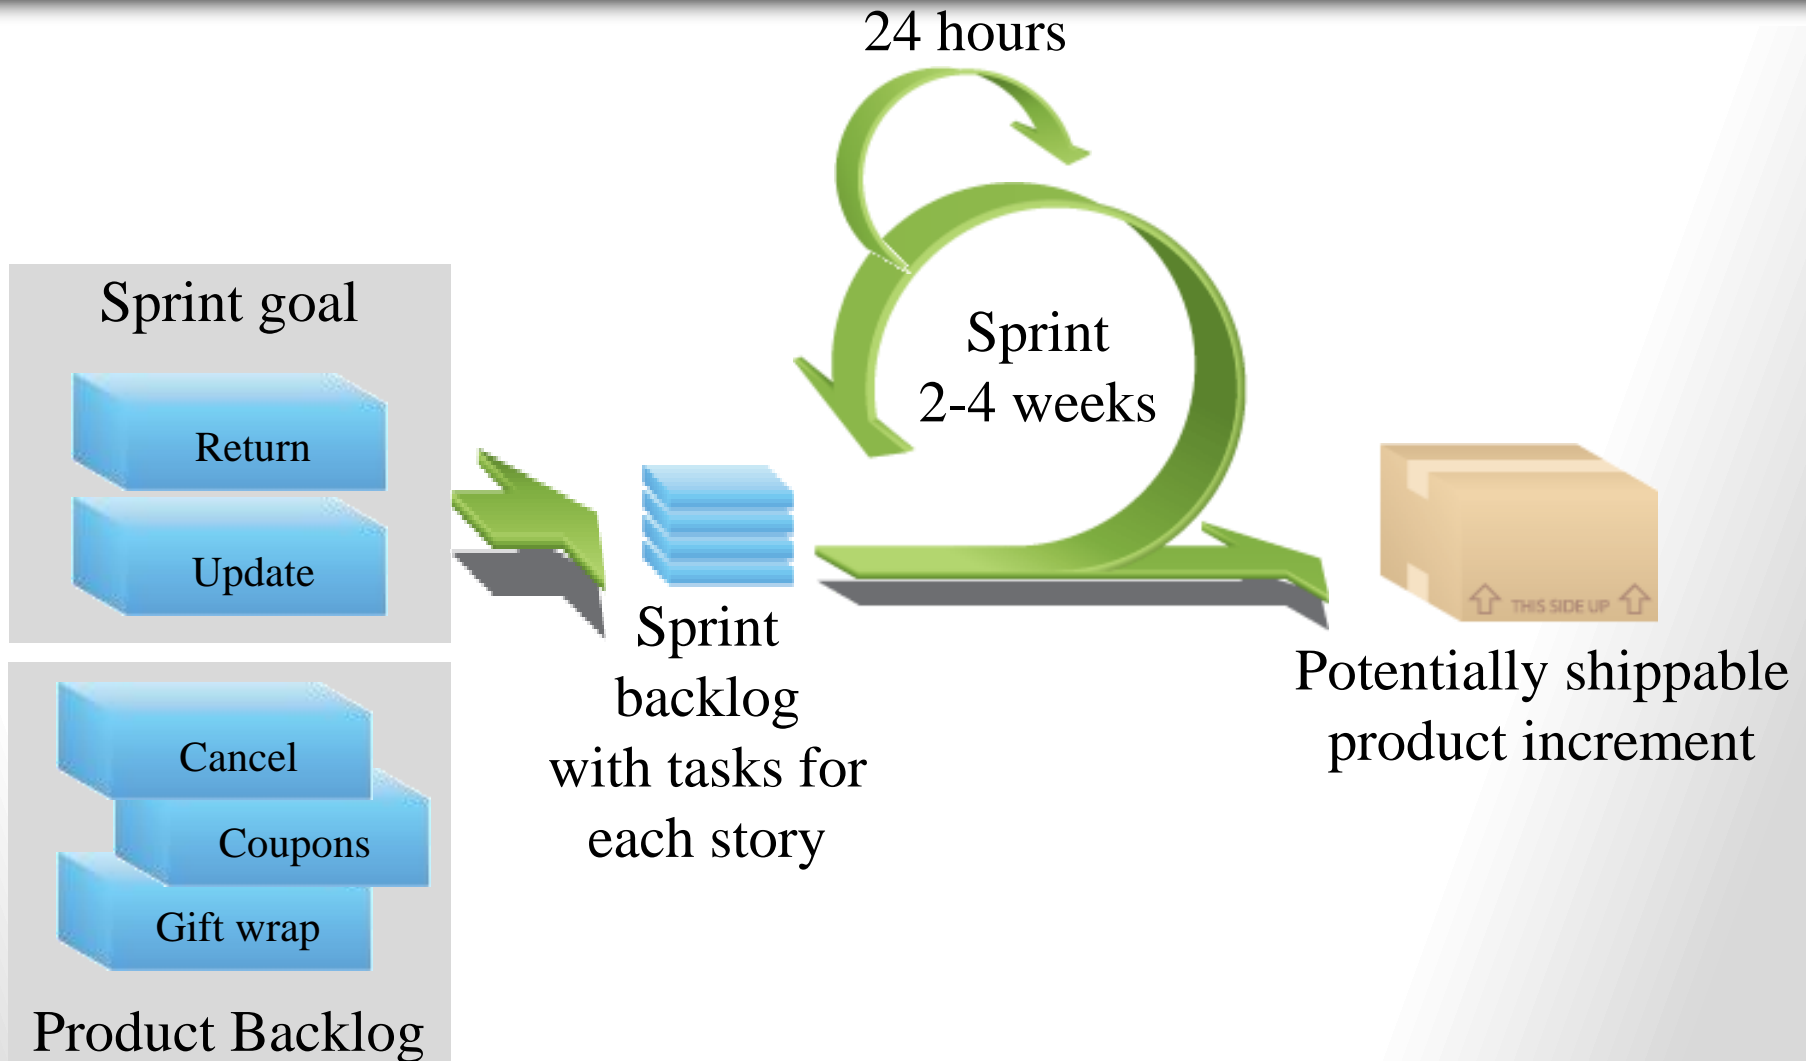 24 hours
Sprint goal
Return
Update
Cancel
Coupons
Gift wrap
Product Backlog
Sprint
backlog
with tasks for
each story
Sprint
2-4 weeks
THIS SIDE UP
Potentially shippable
product increment